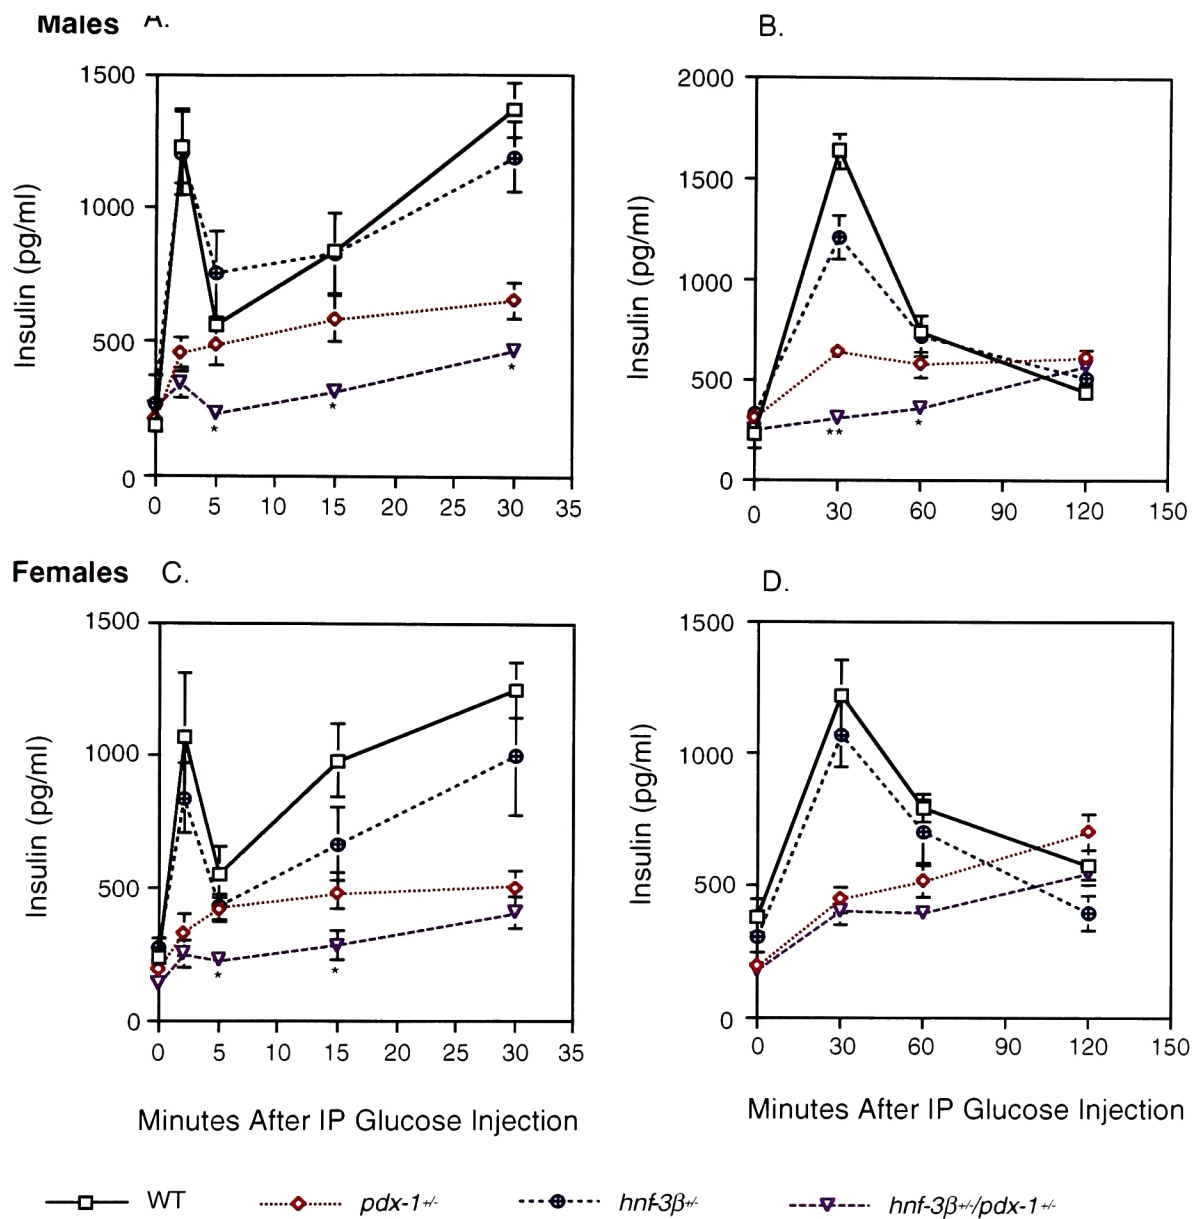 Males A.
B.
1500
1000
500
0
Insulin (pg/ml)
0 5 10 15 20 25 30 35
*
*
*
2000
1500
1000
500
0
Insulin (pg/ml)
0 30 60 90 120 150
**
*
Females C.
D.
1500
1000
500
0
Insulin (pg/ml)
0 5 10 15 20 25 30 35
*
*
Minutes After IP Glucose Injection
1500
1000
500
0
Insulin (pg/ml)
0 30 60 90 120 150
Minutes After IP Glucose Injection
WT pdx-1+/- hnf-3β+/- hnf-3β+/-/pdx-1+/-